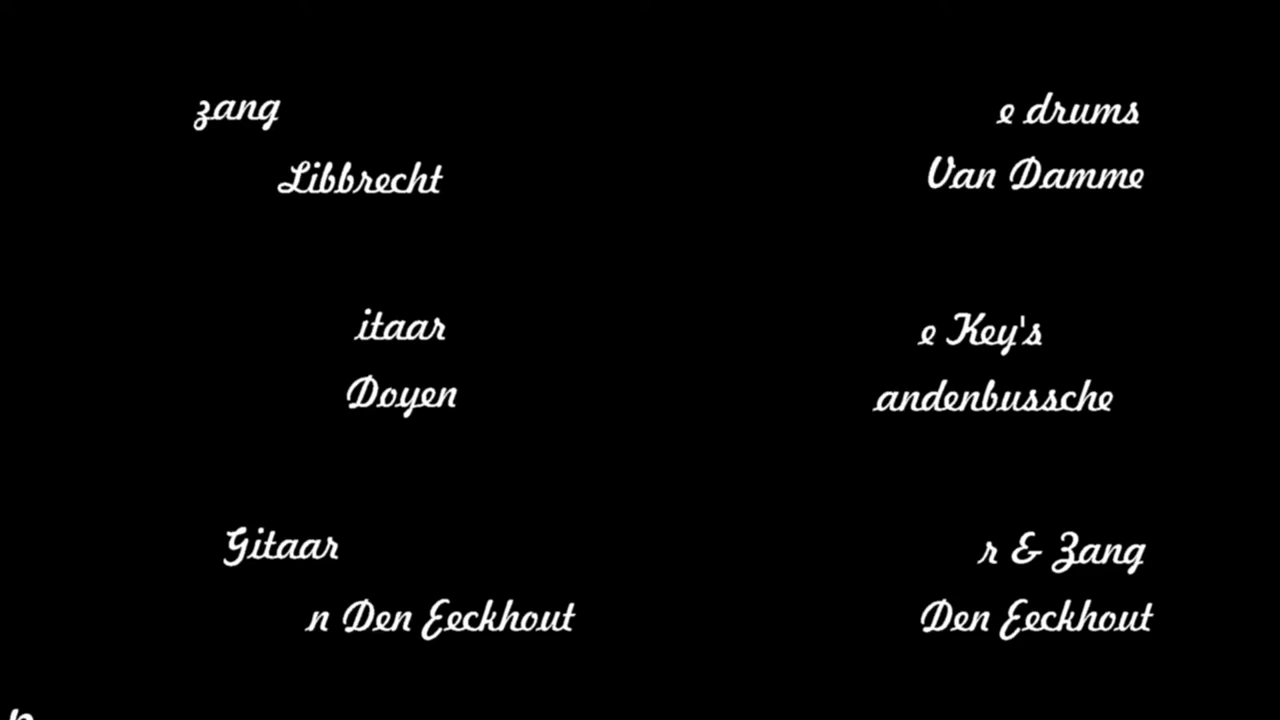 zang
Libbrecht
e drums
Van Damme
itaar
Doyen
e Key's
andenbussche
Gitaar
n Den Eeckhout
r & Zang
Den Eeckhout